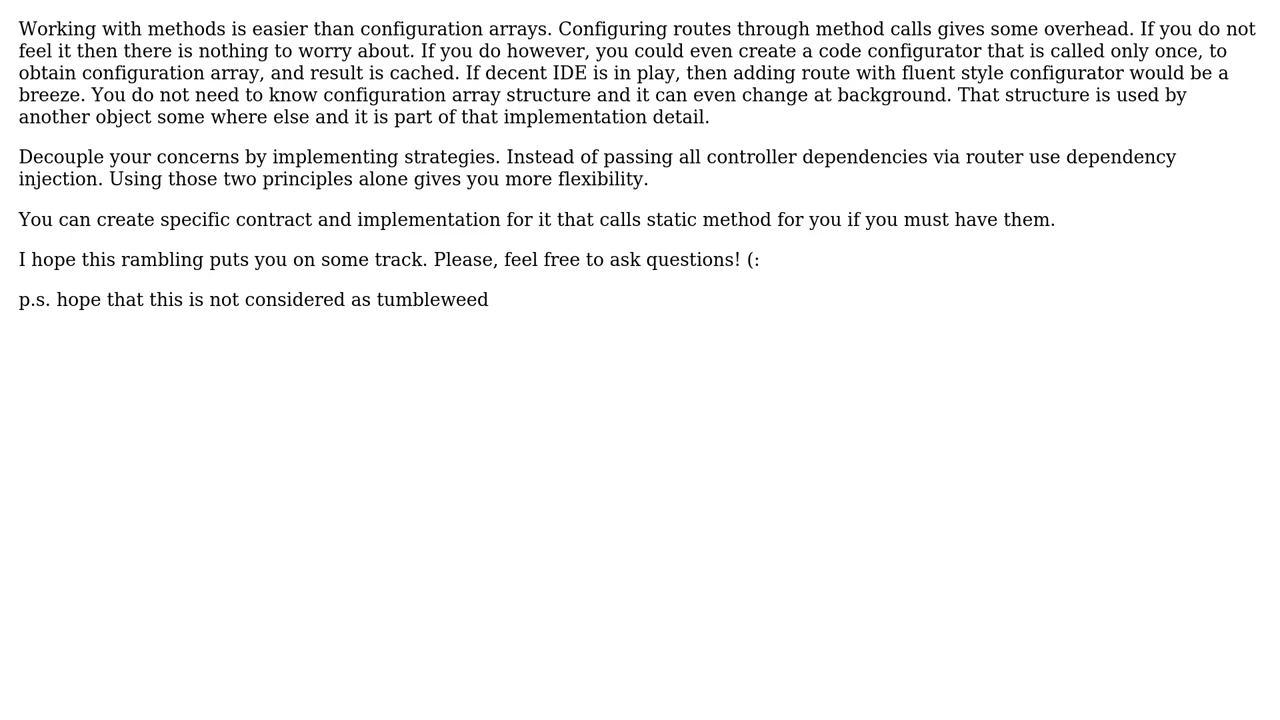 Working with methods is easier than configuration arrays. Configuring routes through method calls gives some overhead. If you do not
feel it then there is nothing to worry about. If you do however, you could even create a code configurator that is called only once, to
obtain configuration array, and result is cached. If decent IDE is in play, then adding route with fluent style configurator would be a
breeze. You do not need to know configuration array structure and it can even change at background. That structure is used by
another object some where else and it is part of that implementation detail.
Decouple your concerns by implementing strategies. Instead of passing all controller dependencies via router use dependency
injection. Using those two principles alone gives you more flexibility.
You can create specific contract and implementation for it that calls static method for you if you must have them.
I hope this rambling puts you on some track. Please, feel free to ask questions! (:
p.s. hope that this is not considered as tumbleweed